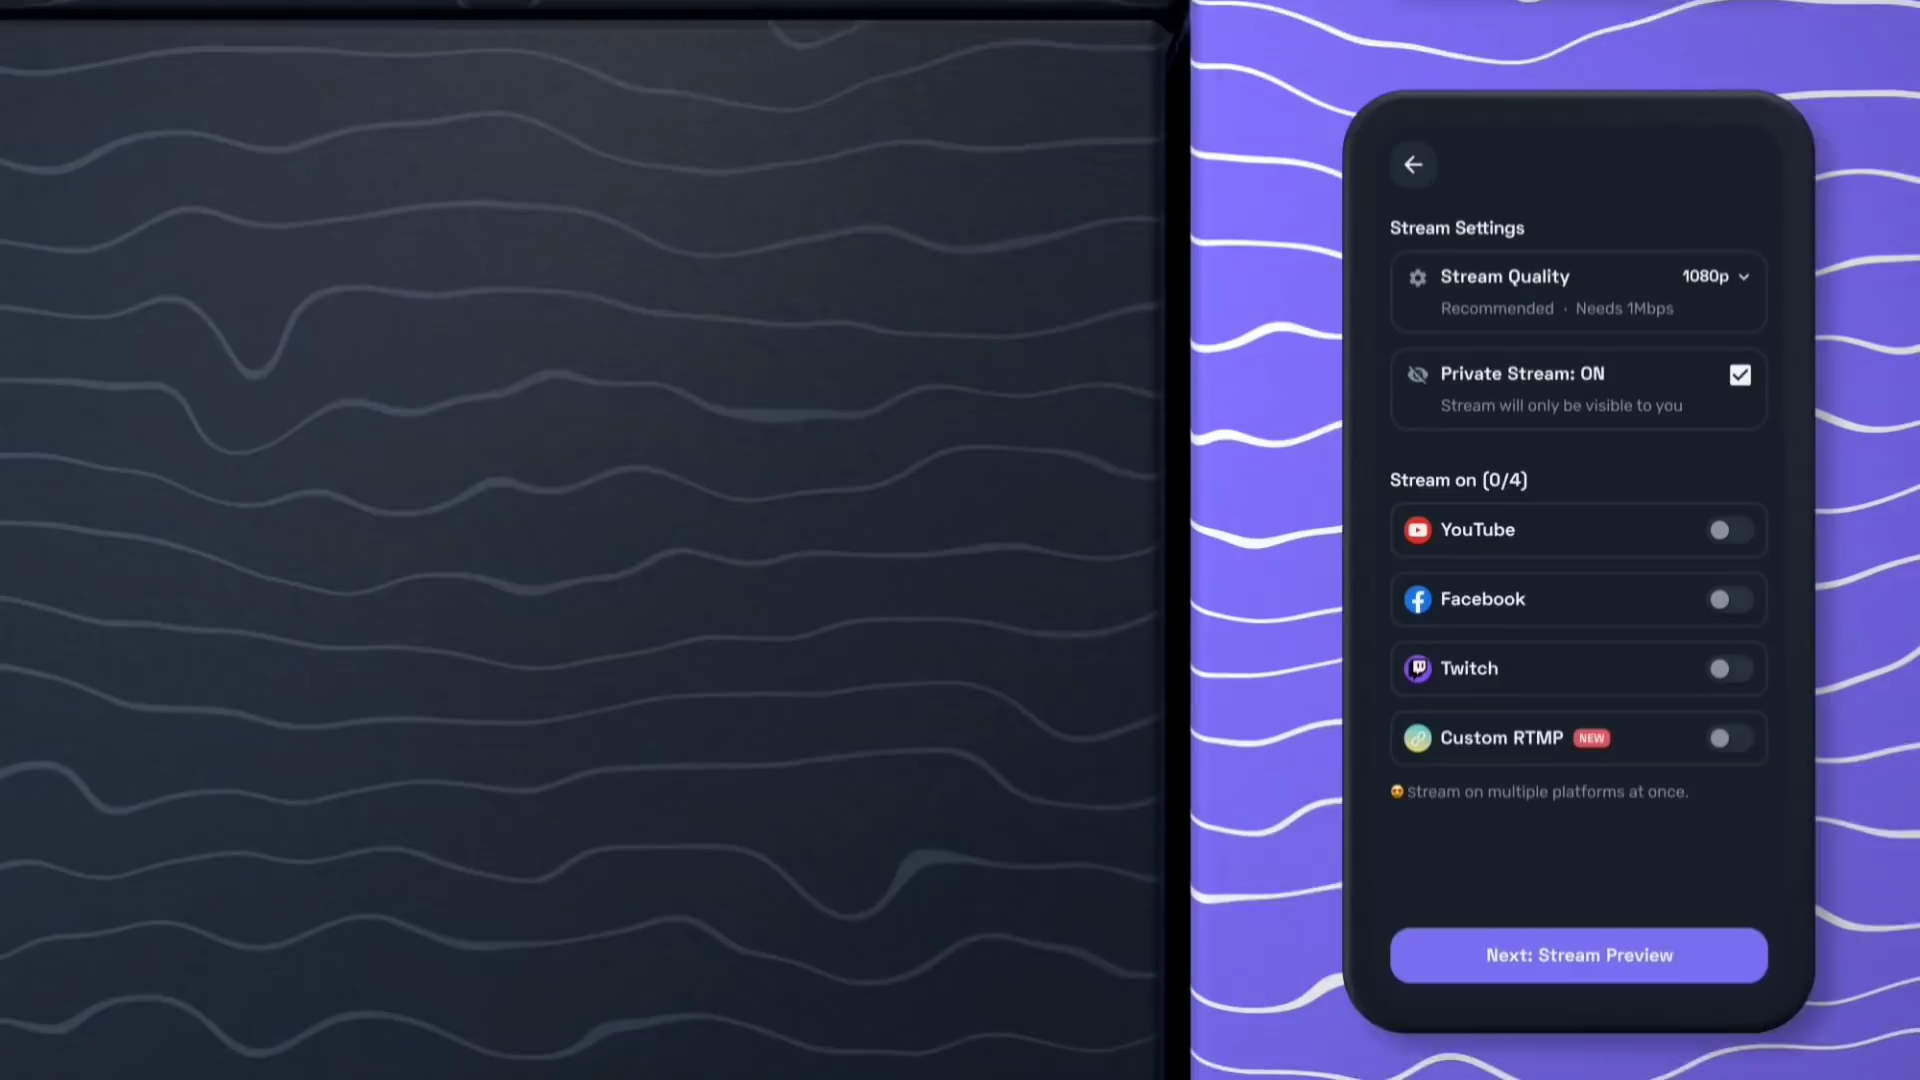 Stream Settings
Stream Quality 1080p
Recommended · Needs 1Mbps
Private Stream: ON
Stream will only be visible to you
Stream on (0/4)
YouTube
Facebook
Twitch
Custom RTMP NEW
Stream on multiple platforms at once.
Next: Stream Preview